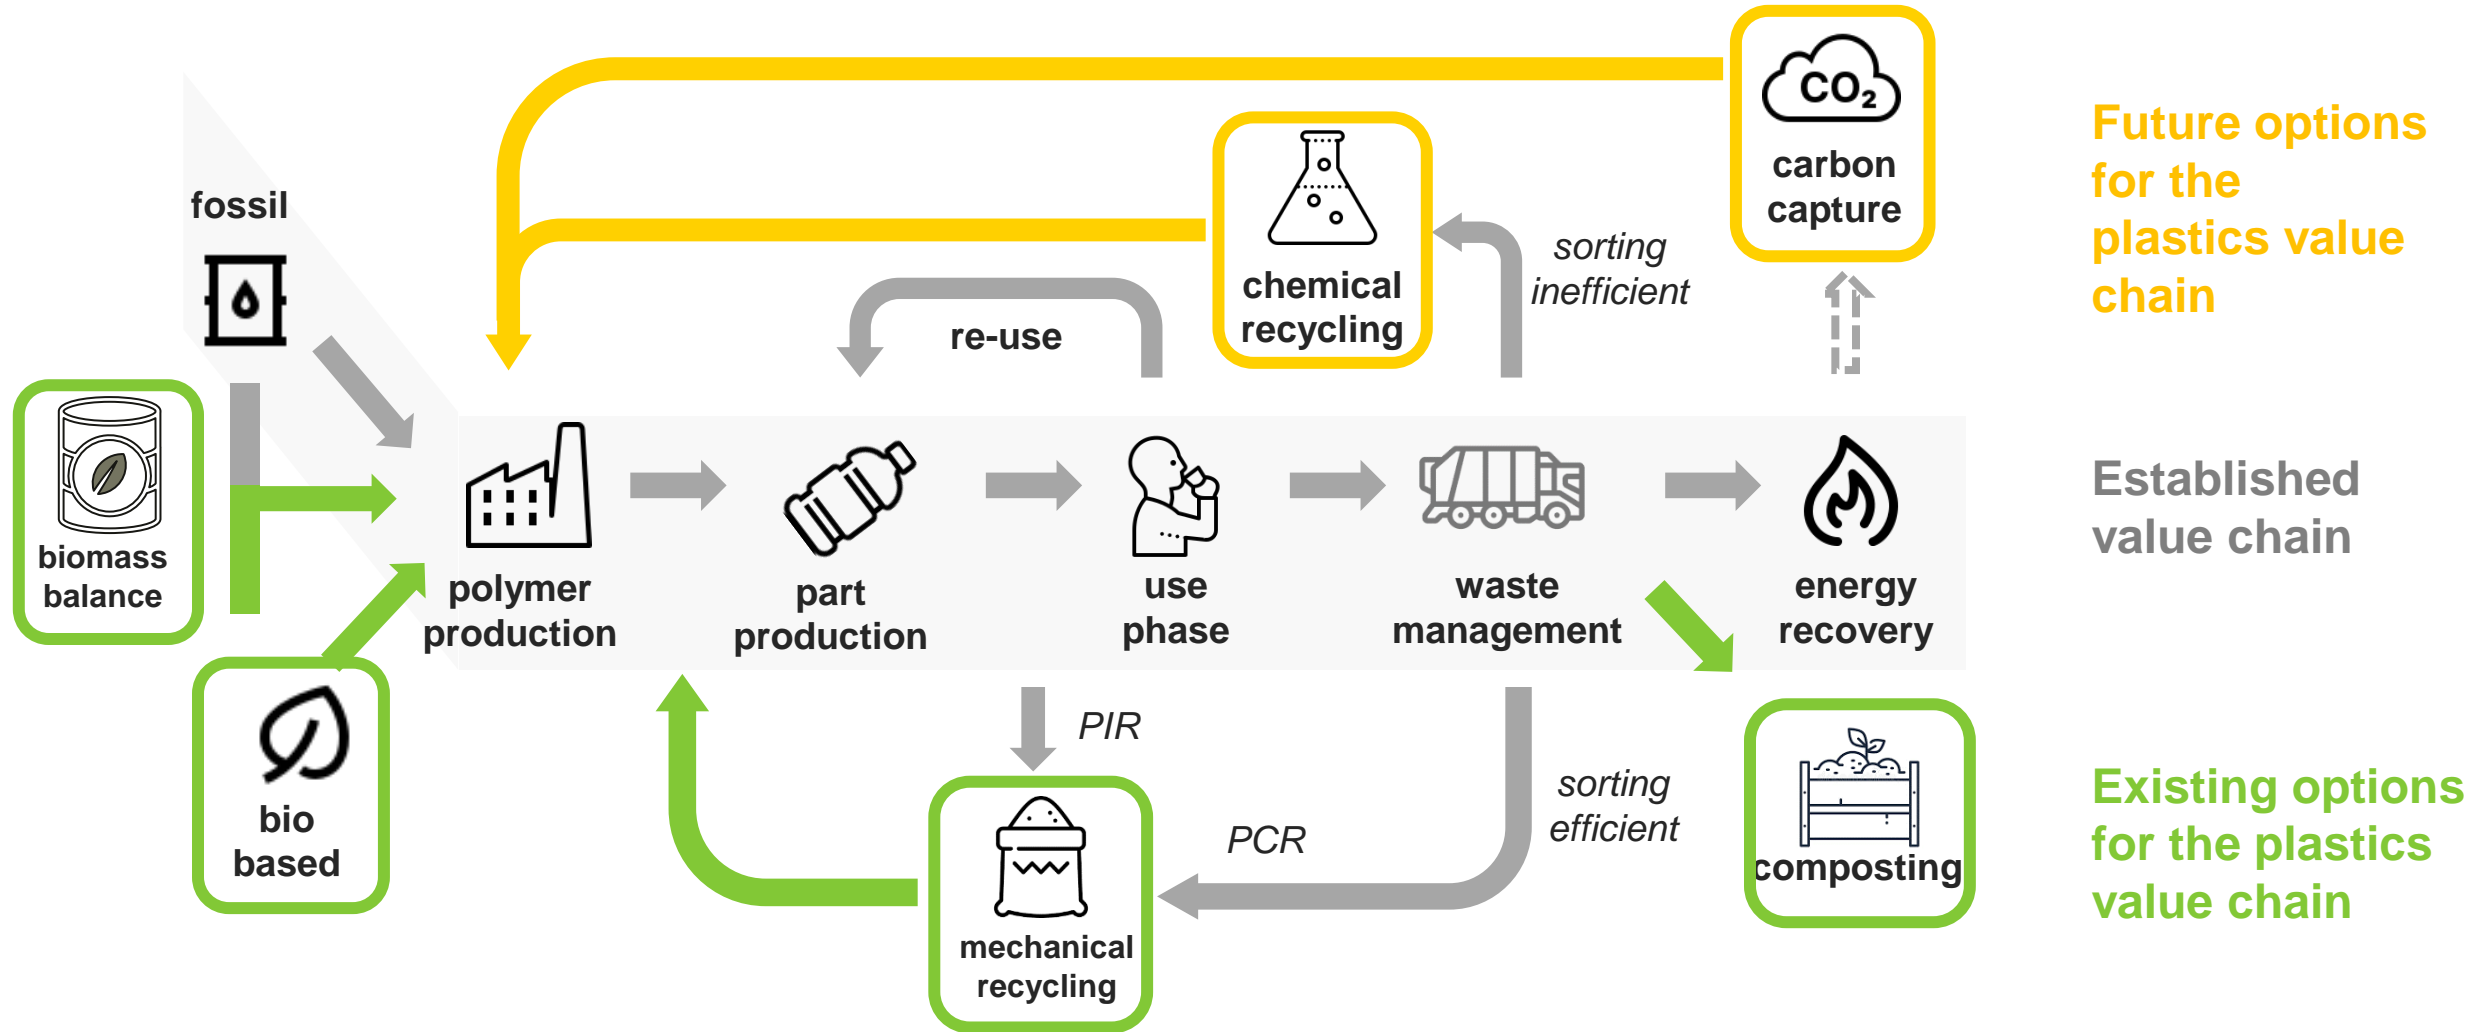 fossil
biomass
balance
bio
based
CO₂
carbon
capture
chemical
recycling
sorting
inefficient
re-use
polymer
production
part
production
use
phase
waste
management
energy
recovery
PIR
PCR
sorting
efficient
mechanical
recycling
composting
Future options
for the
plastics value
chain
Established
value chain
Existing options
for the plastics
value chain